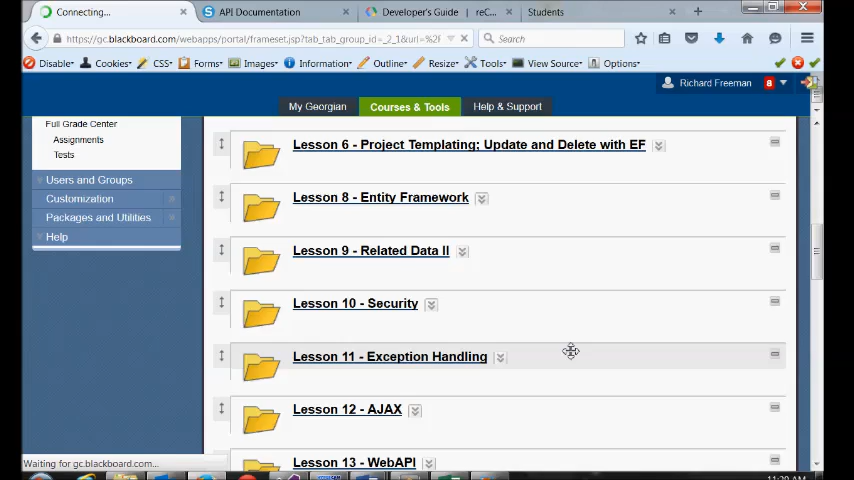 Connecting...
API Documentation
Developer's Guide | reC...
Students
https://gc.blackboard.com/webapps/portal/frameset.jsp?tab_tab_group_id=_2_1&url=%2F
Search
Disable Cookies CSS Forms Images Information Outline Resize Tools View Source Options
Richard Freeman 8
My Georgian Courses & Tools Help & Support
Full Grade Center
Assignments
Tests
Users and Groups
Customization
Packages and Utilities
Help
Lesson 6 - Project Templating; Update and Delete with EF
Lesson 8 - Entity Framework
Lesson 9 - Related Data II
Lesson 10 - Security
Lesson 11 - Exception Handling
Lesson 12 - AJAX
Lesson 13 - WebAPI
Waiting for gc.blackboard.com...